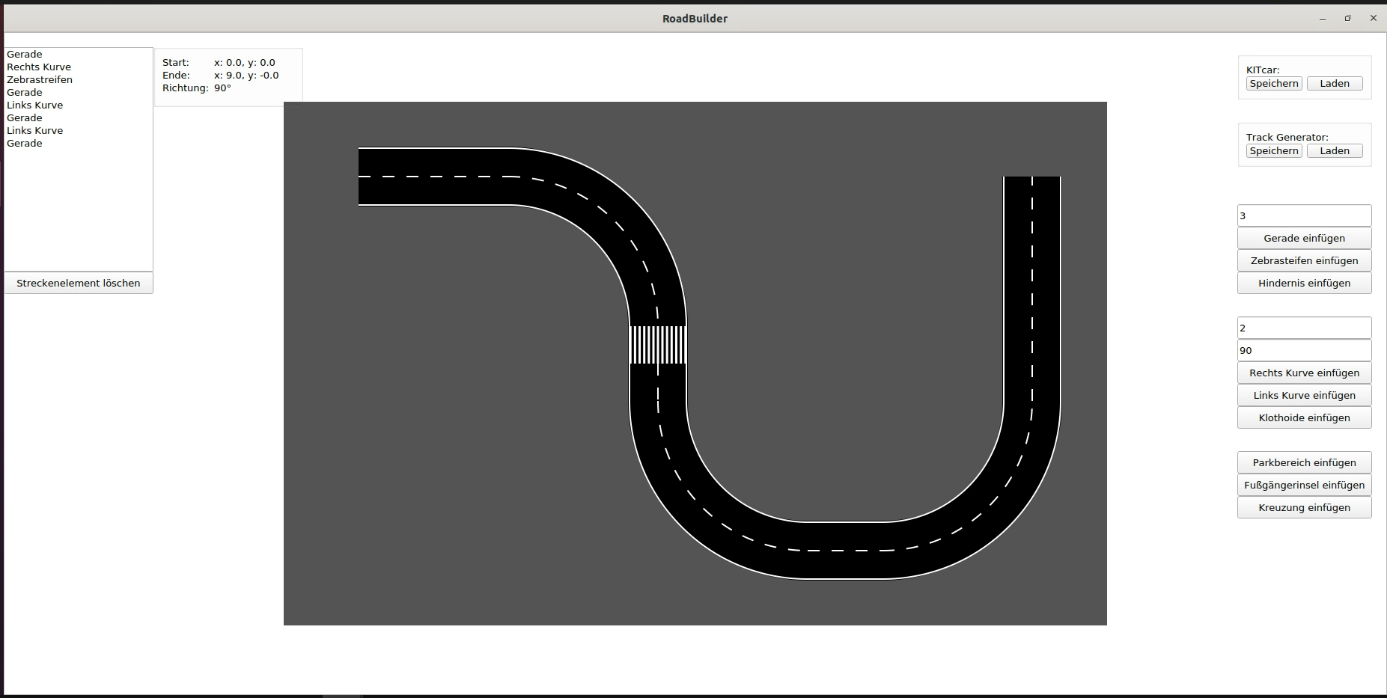 RoadBuilder
Gerade
Rechts Kurve
Zebrastreifen
Gerade
Links Kurve
Gerade
Links Kurve
Gerade
Streckenelement löschen
Start: x: 0.0, y: 0.0
Ende: x: 9.0, y: -0.0
Richtung: 90°
KITcar:
Speichern Laden
Track Generator:
Speichern Laden
3
Gerade einfügen
Zebrasteifen einfügen
Hindernis einfügen
2
90
Rechts Kurve einfügen
Links Kurve einfügen
Klothoide einfügen
Parkbereich einfügen
Fußgängerinsel einfügen
Kreuzung einfügen